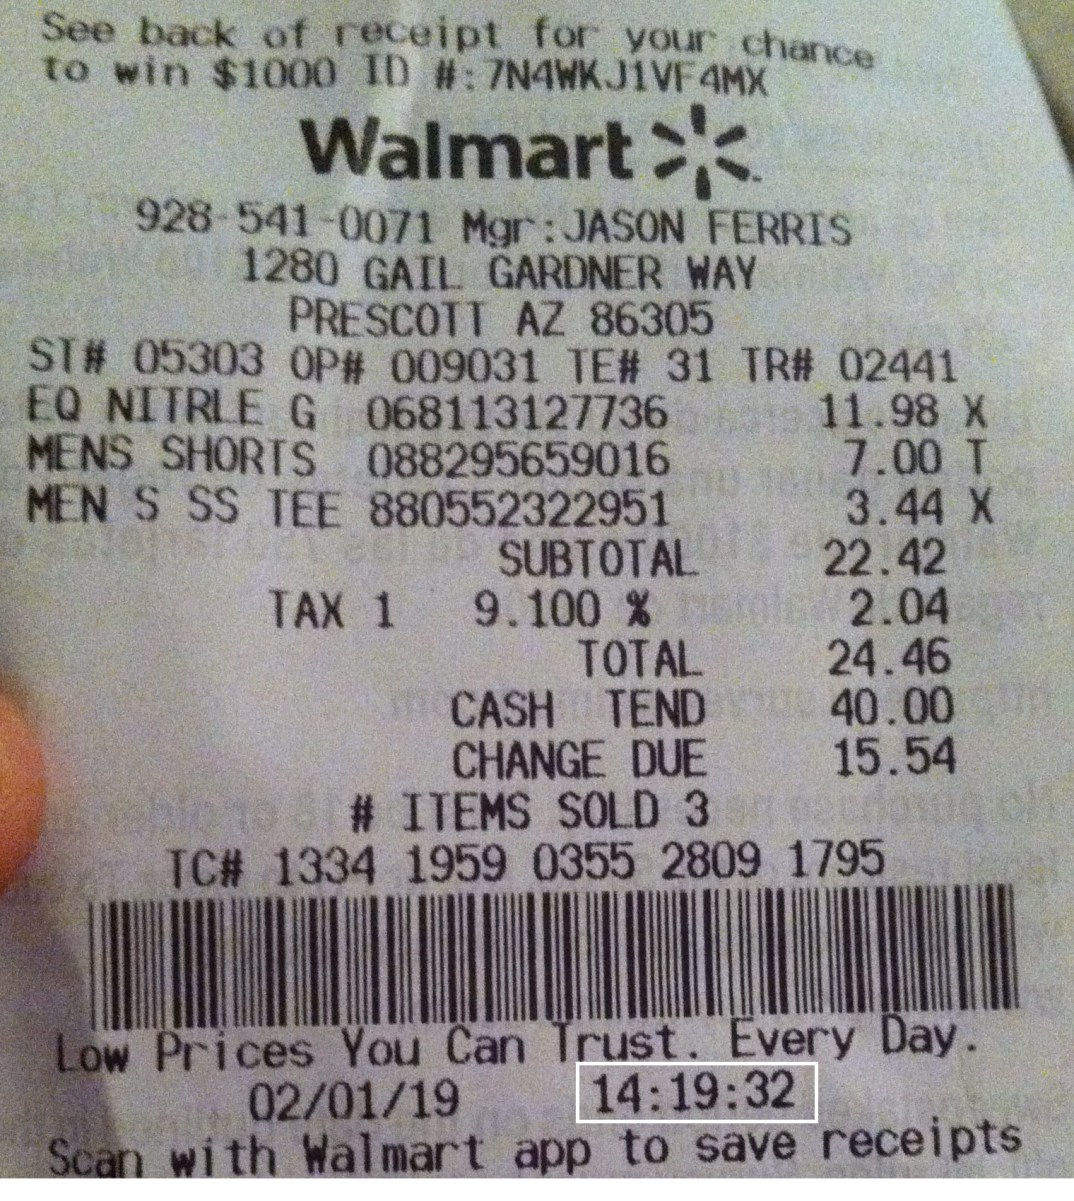 See back of receipt for your chance
to win $1000 ID #:7N4WKJ1VF4MX
Walmart
928-541-0071 Mgr:JASON FERRIS
1280 GAIL GARDNER WAY
PRESCOTT AZ 86305
ST# 05303 OP# 009031 TE# 31 TR# 02441
EQ NITRLE G 068113127736 11.98 X
MENS SHORTS 088295659016 7.00 T
MEN S SS TEE 880552322951 3.44 X
SUBTOTAL 22.42
TAX 1 9.100 % 2.04
TOTAL 24.46
CASH TEND 40.00
CHANGE DUE 15.54
# ITEMS SOLD 3
TC# 1334 1959 0355 2809 1795
Low Prices You Can Trust. Every Day.
02/01/19 14:19:32
Scan with Walmart app to save receipts